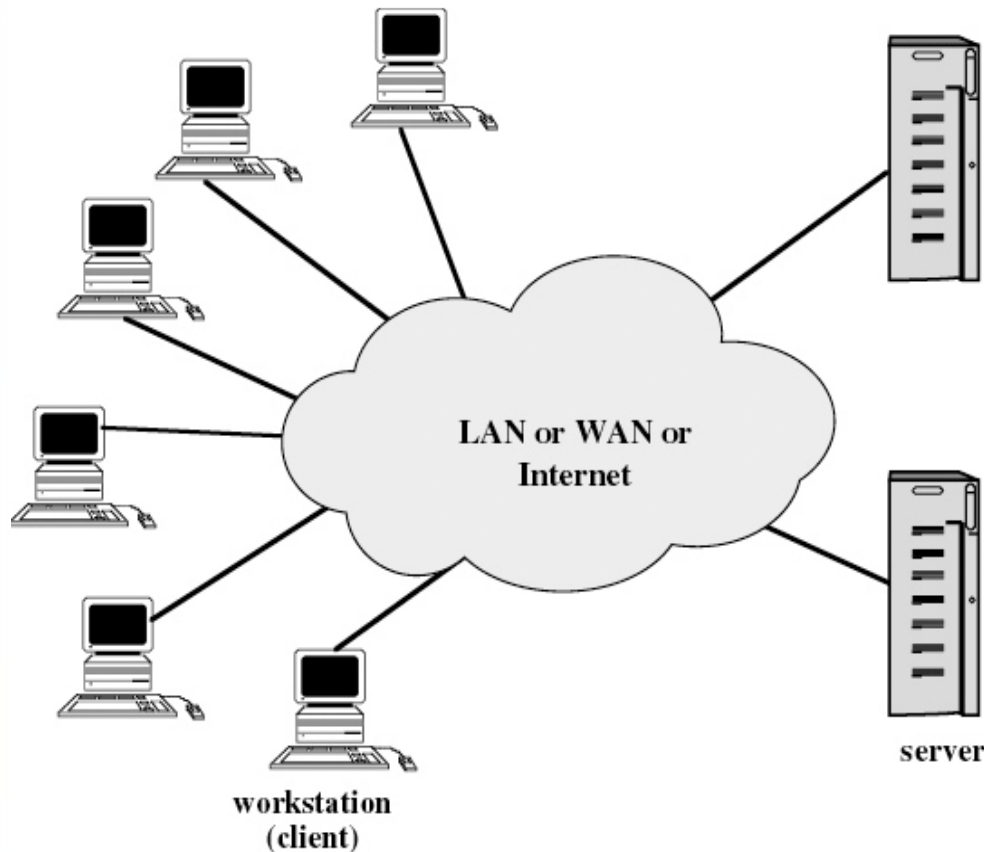 LAN or WAN or
Internet
server
workstation
(client)